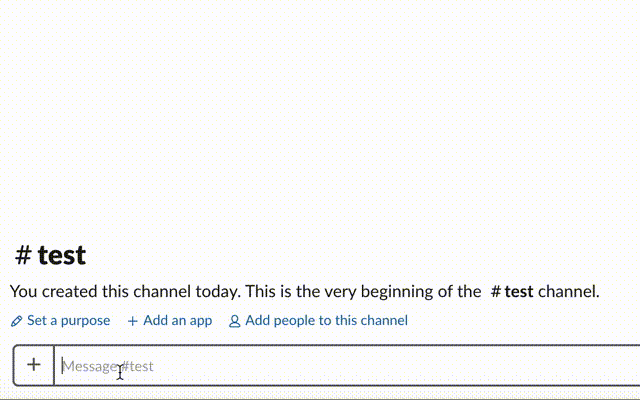 # test
You created this channel today. This is the very beginning of the # test channel.
Set a purpose + Add an app Add people to this channel
+ Message #test